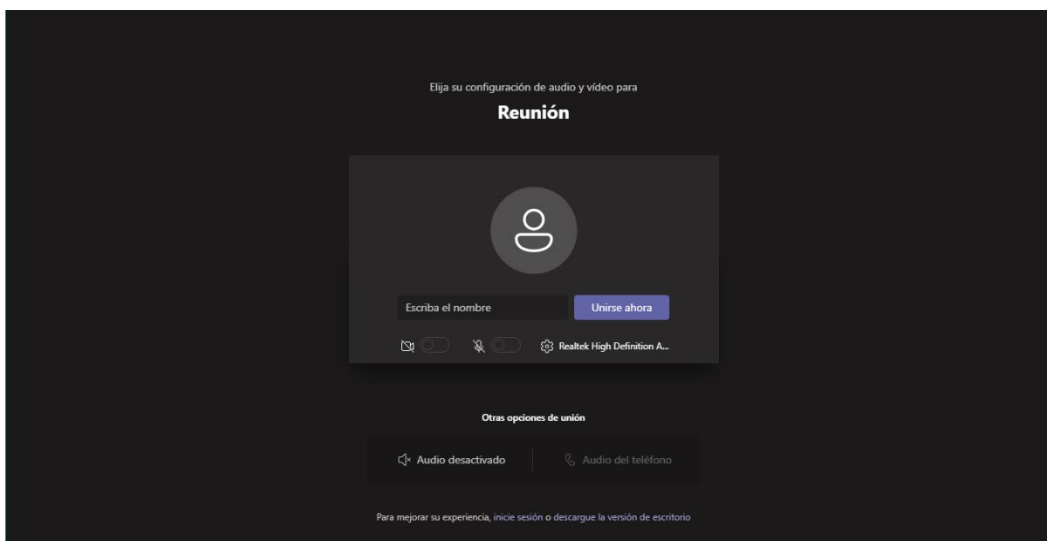 Elija su configuración de audio y vídeo para
Reunión
Escriba el nombre
Unirse ahora
Realtek High Definition A...
Otras opciones de unión
Audio desactivado
Audio del teléfono
Para mejorar su experiencia, inicie sesión o descargue la versión de escritorio